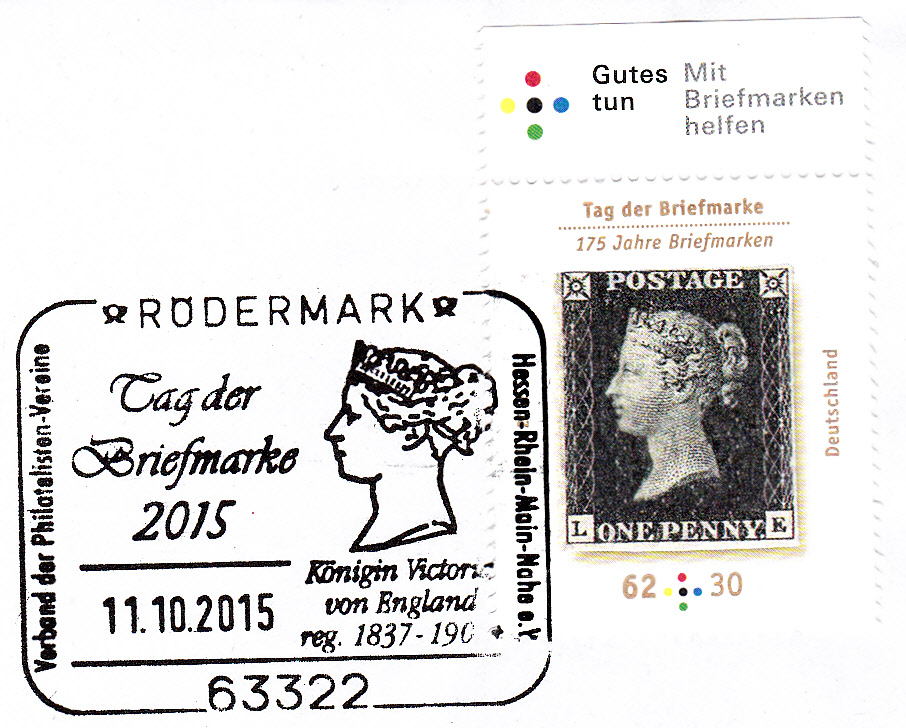 Gutes Mit
tun Briefmarken
helfen
Tag der Briefmarke
175 Jahre Briefmarken
POSTAGE
L ONE PENNY. E
Deutschland
62 30
RÖDERMARK
Verband der Philatelisten-Vereine
Tag der
Briefmarke
2015
Hessen-Rhein-Main-Nahe e.V.
Königin Victori
von England
reg. 1837-190
11.10.2015
63322